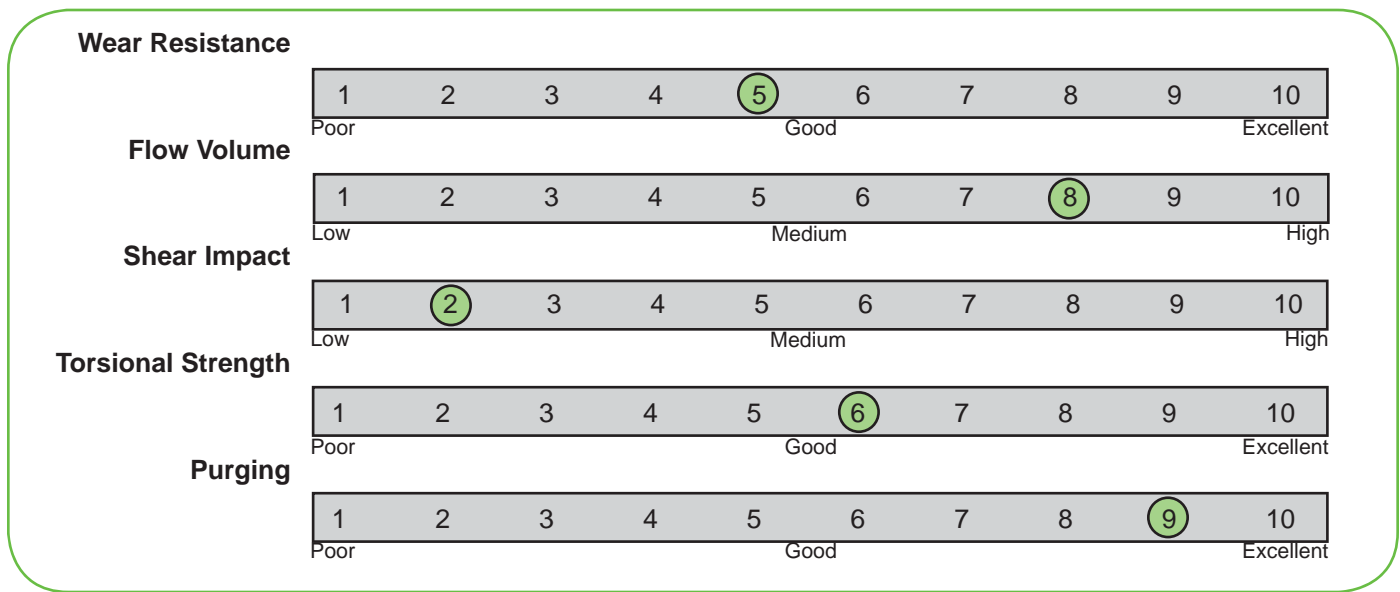 Wear Resistance
1 2 3 4 5 6 7 8 9 10
Poor Good Excellent
Flow Volume
1 2 3 4 5 6 7 8 9 10
Low Medium High
Shear Impact
1 2 3 4 5 6 7 8 9 10
Low Medium High
Torsional Strength
1 2 3 4 5 6 7 8 9 10
Poor Good Excellent
Purging
1 2 3 4 5 6 7 8 9 10
Poor Good Excellent